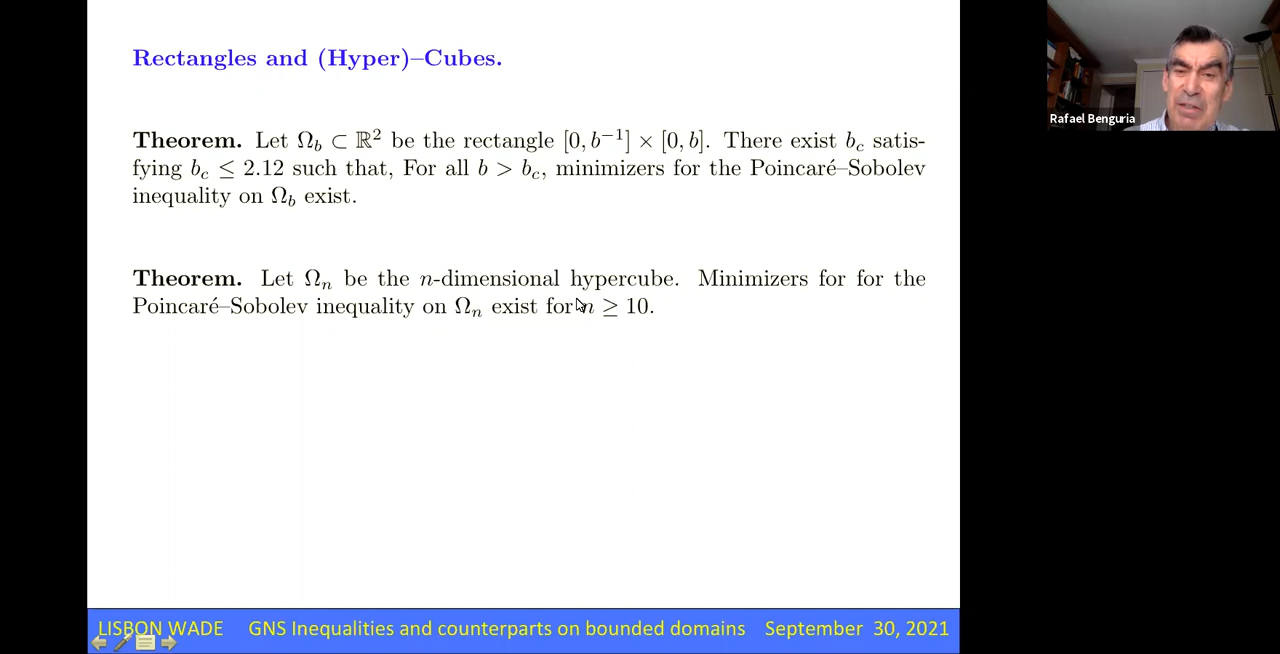 Rectangles and (Hyper)–Cubes.
Theorem. Let Ω_b ⊂ ℝ² be the rectangle [0, b⁻¹] × [0, b]. There exist b_c satis-
fying b_c ≤ 2.12 such that, For all b > b_c, minimizers for the Poincaré–Sobolev
inequality on Ω_b exist.
Theorem. Let Ω_n be the n-dimensional hypercube. Minimizers for for the
Poincaré–Sobolev inequality on Ω_n exist for n ≥ 10.
LISBON WADE GNS Inequalities and counterparts on bounded domains September 30, 2021
Rafael Benguria